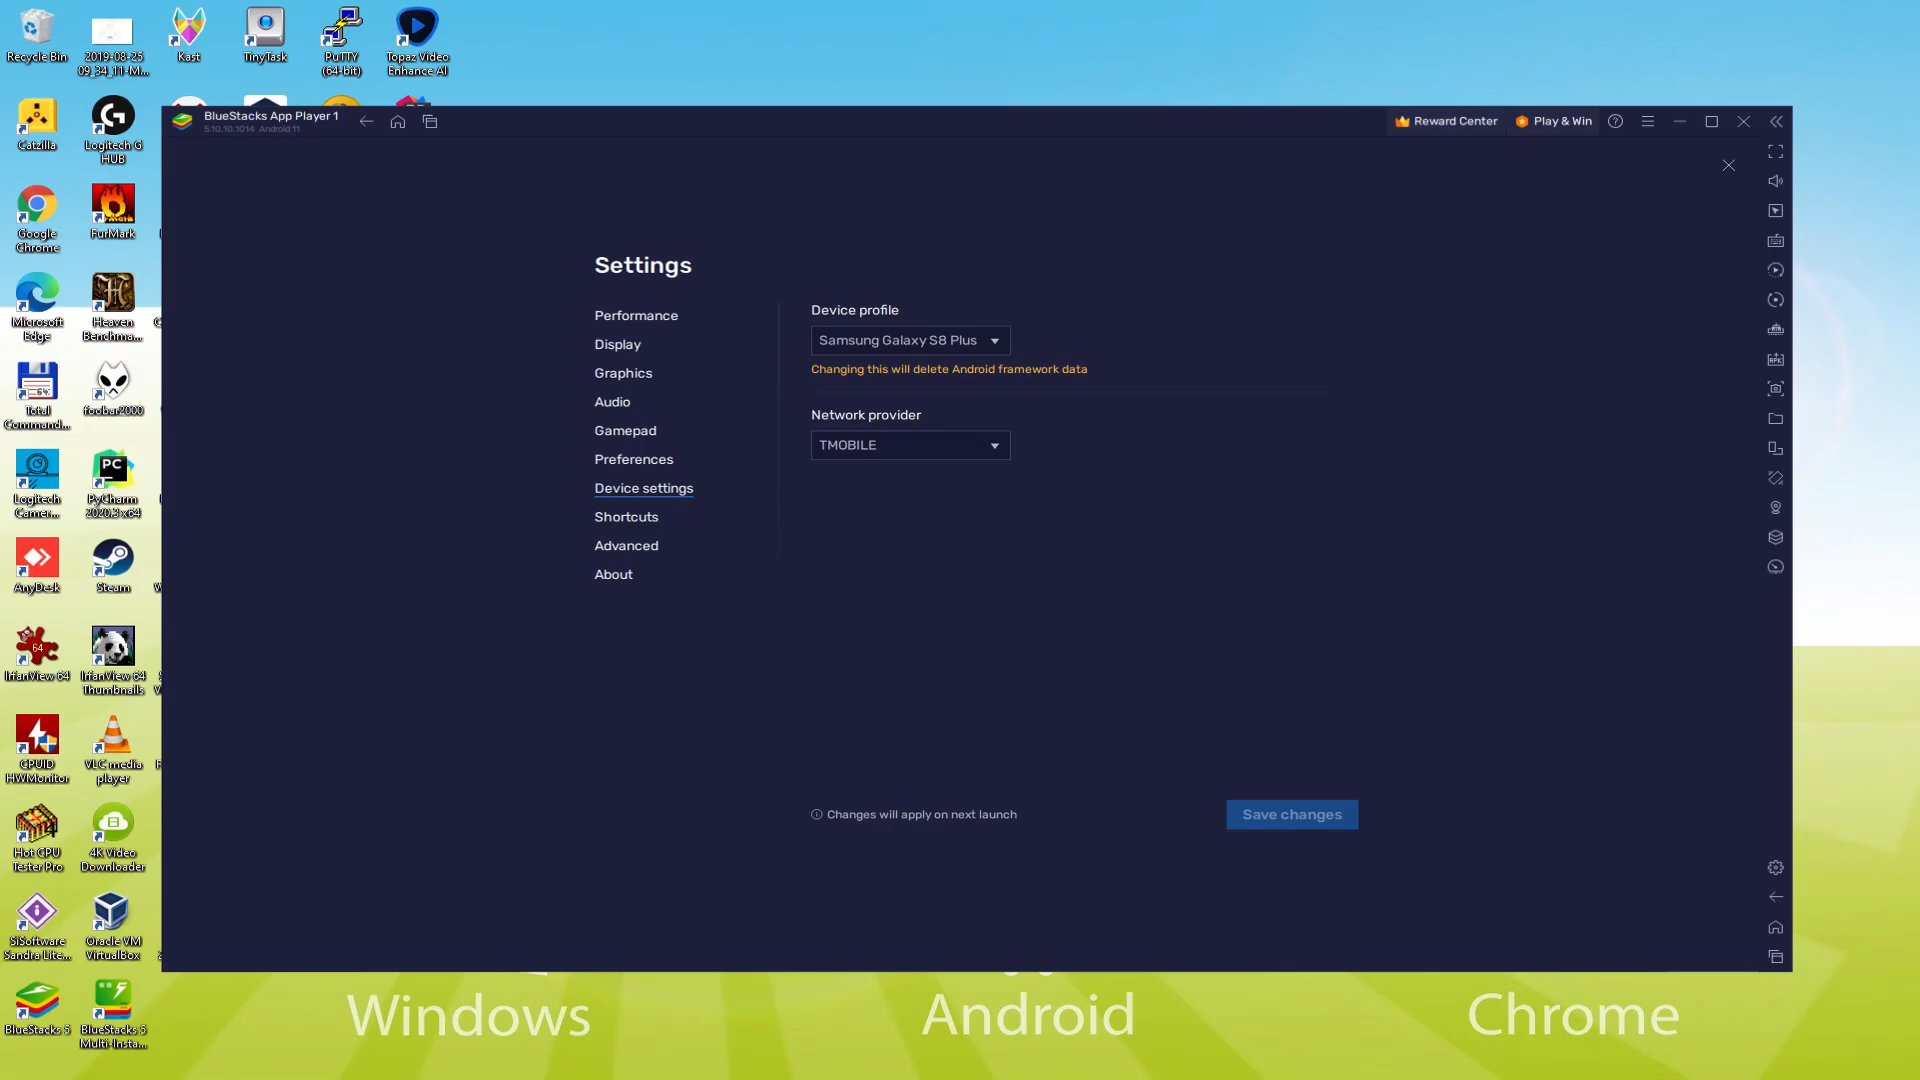 Recycle Bin
2019-08-25
09_34_11-M...
Kast
TinyTask
PuTTY
(64-bit)
Topaz Video
Enhance AI
Catzilla
Logitech G
HUB
Google
Chrome
FurMark
Microsoft
Edge
Heaven
Benchma...
Total
Command...
foobar2000
Logitech
Camer...
PyCharm
2020.3 x64
AnyDesk
Steam
IrfanView 64
IrfanView 64
Thumbnails
CPUID
HWMonitor
VLC media
player
Hot CPU
Tester Pro
4K Video
Downloader
SiSoftware
Sandra Lite...
Oracle VM
VirtualBox
BlueStacks 5
BlueStacks 5
Multi-Insta...
BlueStacks App Player 1
5.10.10.1014 Android 11
Reward Center
Play & Win
Settings
Performance
Display
Graphics
Audio
Gamepad
Preferences
Device settings
Shortcuts
Advanced
About
Device profile
Samsung Galaxy S8 Plus
Changing this will delete Android framework data
Network provider
TMOBILE
Changes will apply on next launch
Save changes
Windows
Android
Chrome